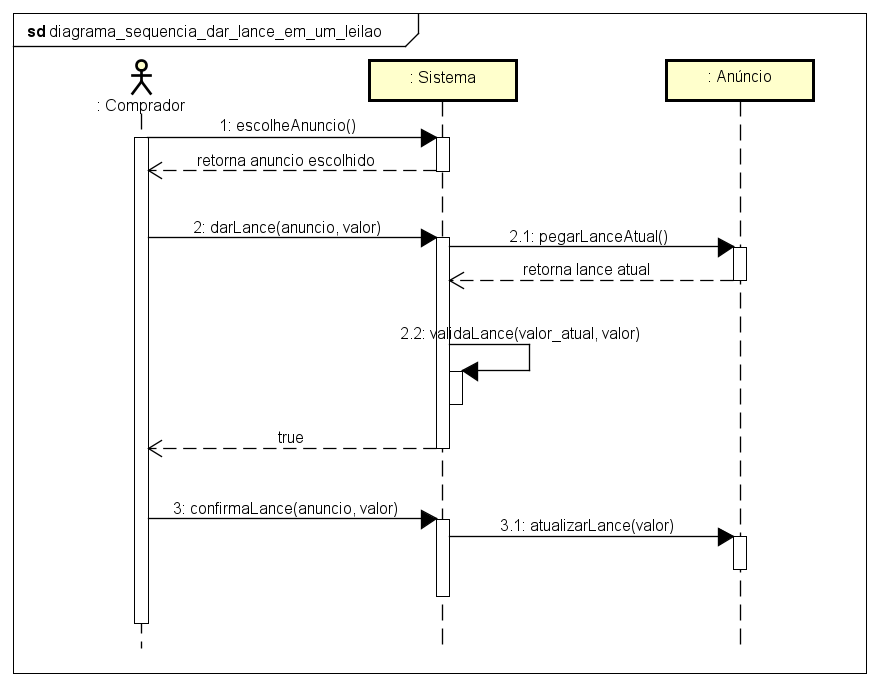 sd diagrama_sequencia_dar_lance_em_um_leilao
: Comprador
: Sistema
: Anúncio
1: escolheAnuncio()
retorna anuncio escolhido
2: darLance(anuncio, valor)
2.1: pegarLanceAtual()
retorna lance atual
2.2: validaLance(valor_atual, valor)
true
3: confirmaLance(anuncio, valor)
3.1: atualizarLance(valor)